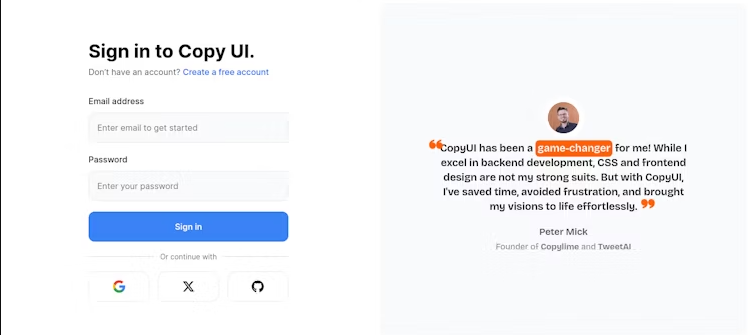 Sign in to Copy UI.
Don't have an account? Create a free account
Email address
Enter email to get started
Password
Enter your password
Sign in
Or continue with
“CopyUI has been a game-changer for me! While I
excel in backend development, CSS and frontend
design are not my strong suits. But with CopyUI,
I've saved time, avoided frustration, and brought
my visions to life effortlessly. ”
Peter Mick
Founder of Copylime and TweetAI